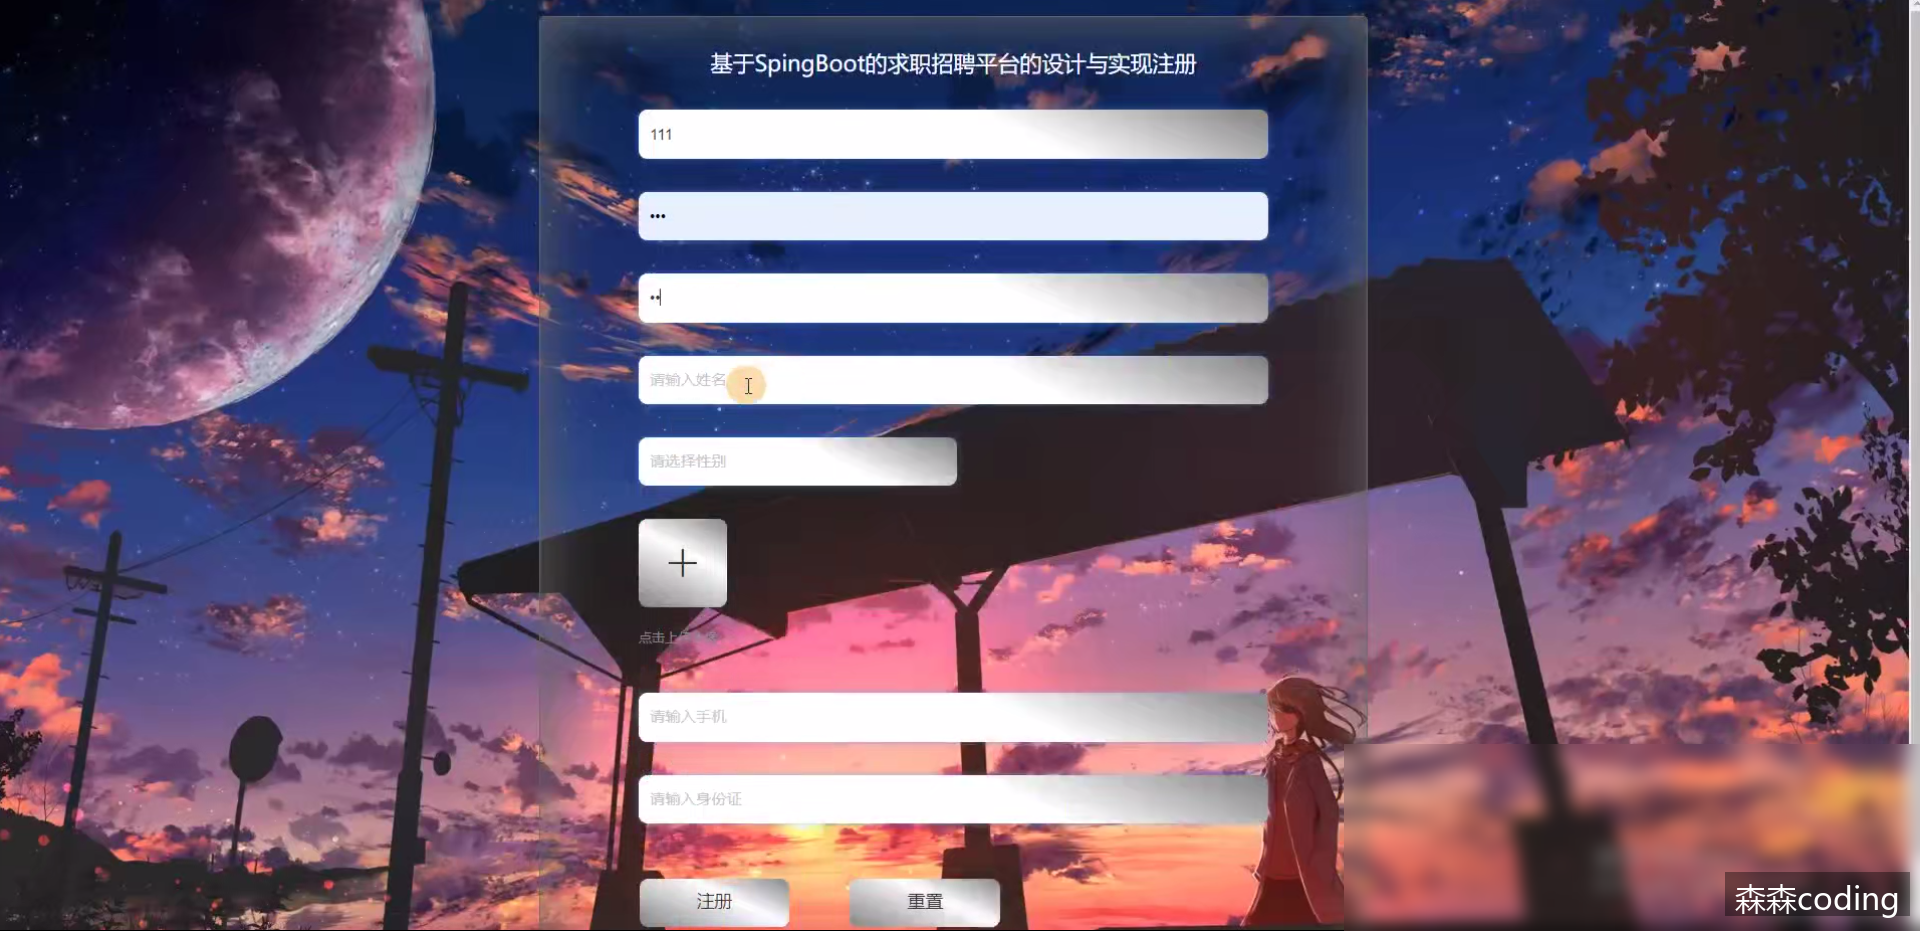 基于SpingBoot的求职招聘平台的设计与实现注册
111
•••
••
请输入姓名
请选择性别
点击上传
请输入手机
请输入身份证
注册
重置
森森coding